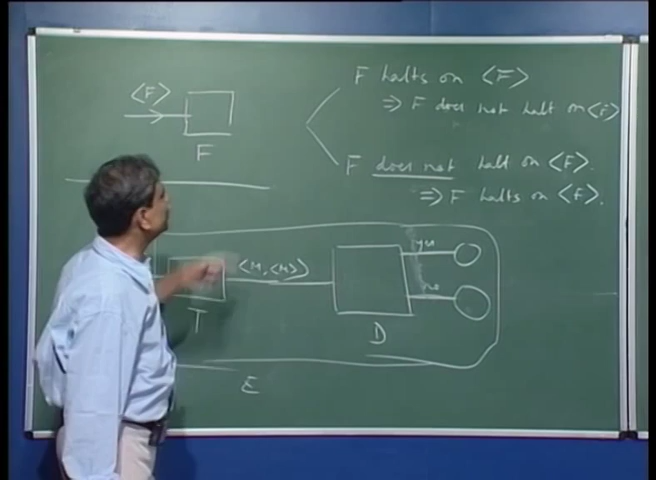 ⟨F⟩
F
F halts on ⟨F⟩
⇒ F does not halt on ⟨F⟩
F does not halt on ⟨F⟩.
⇒ F halts on ⟨F⟩.
⟨M, ⟨M⟩⟩
yes
no
T
D
E